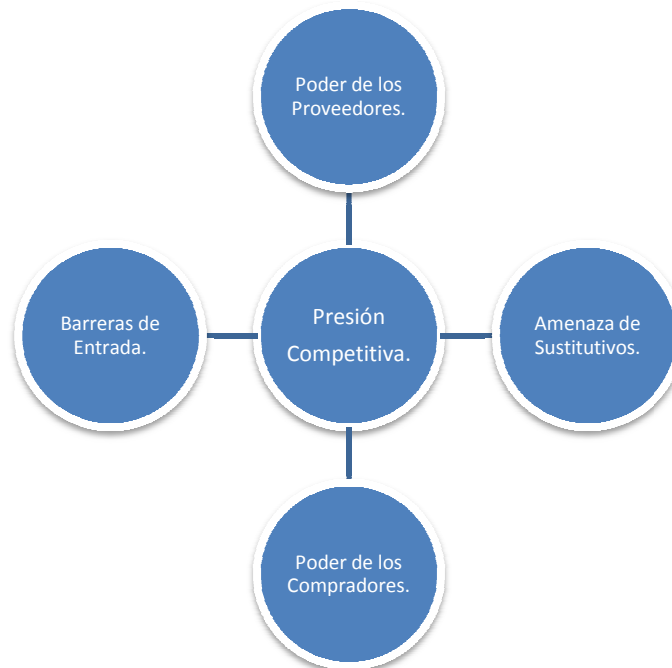 Poder de los
Proveedores.
Barreras de
Entrada.
Presión
Competitiva.
Amenaza de
Sustitutivos.
Poder de los
Compradores.